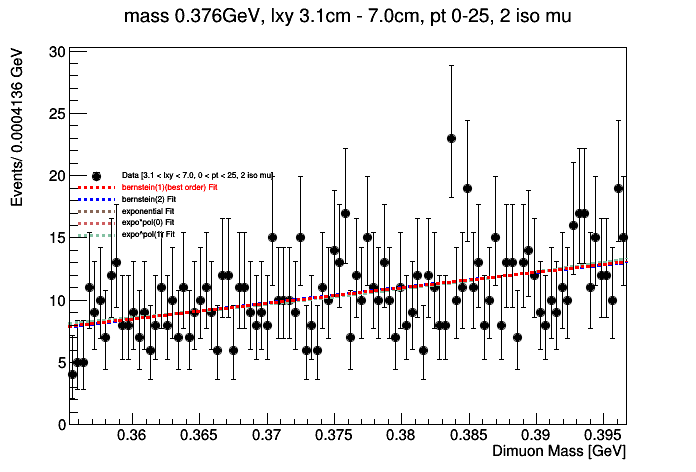 mass 0.376GeV, lxy 3.1cm - 7.0cm, pt 0-25, 2 iso mu
Events/ 0.0004136 GeV
30
25
20
15
10
5
0
Data [3.1 < lxy < 7.0, 0 < pt < 25, 2 iso mu]
bernstein(1)(best order) Fit
bernstein(2) Fit
exponential Fit
expo*pol(0) Fit
expo*pol(1) Fit
0.36 0.365 0.37 0.375 0.38 0.385 0.39 0.395
Dimuon Mass [GeV]